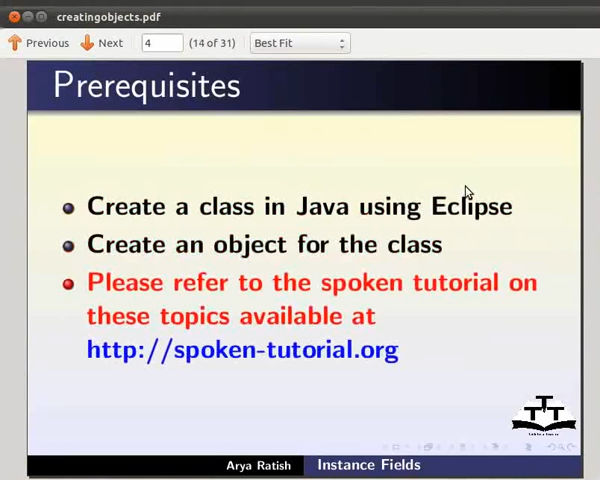 creatingobjects.pdf
Previous Next 4 (14 of 31) Best Fit
Prerequisites
Create a class in Java using Eclipse
Create an object for the class
Please refer to the spoken tutorial on
these topics available at
http://spoken-tutorial.org
TTT
Arya Ratish Instance Fields